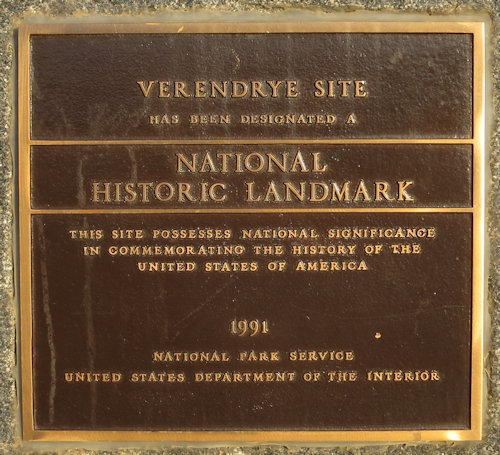 VERENDRYE SITE
HAS BEEN DESIGNATED A
NATIONAL
HISTORIC LANDMARK
THIS SITE POSSESSES NATIONAL SIGNIFICANCE
IN COMMEMORATING THE HISTORY OF THE
UNITED STATES OF AMERICA
1991
NATIONAL PARK SERVICE
UNITED STATES DEPARTMENT OF THE INTERIOR